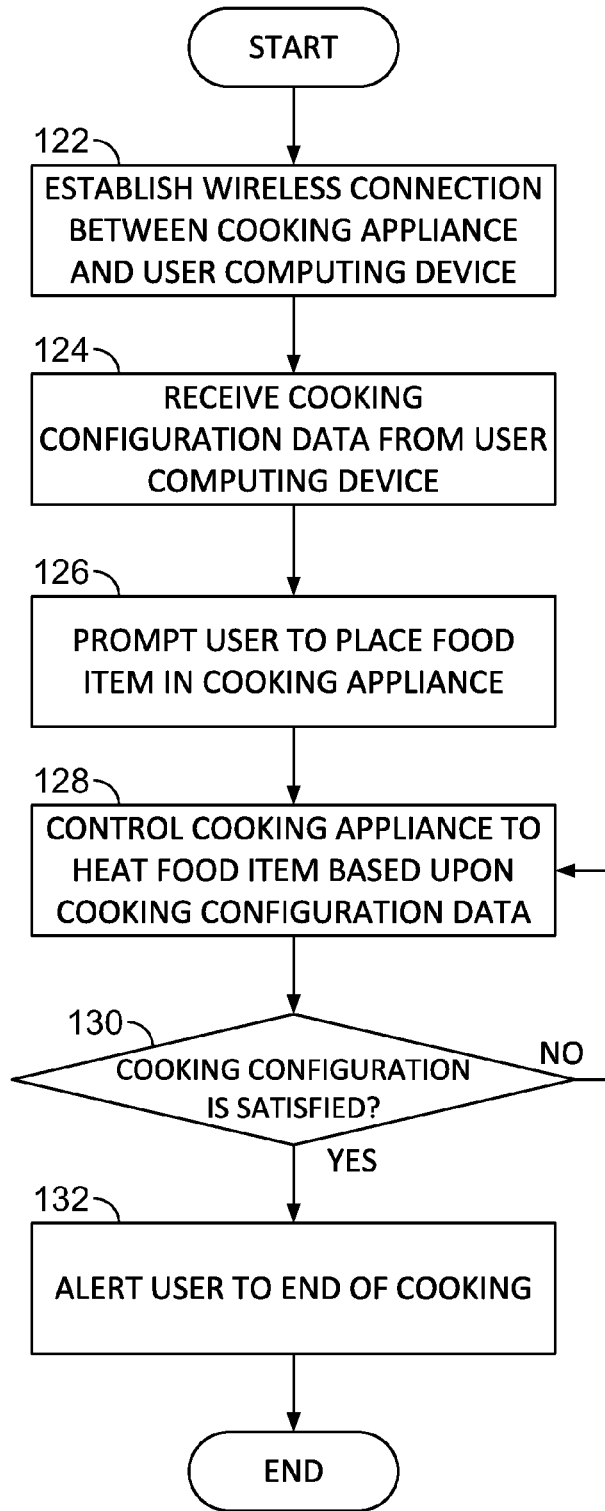 START
122
ESTABLISH WIRELESS CONNECTION
BETWEEN COOKING APPLIANCE
AND USER COMPUTING DEVICE
124
RECEIVE COOKING
CONFIGURATION DATA FROM USER
COMPUTING DEVICE
126
PROMPT USER TO PLACE FOOD
ITEM IN COOKING APPLIANCE
128
CONTROL COOKING APPLIANCE TO
HEAT FOOD ITEM BASED UPON
COOKING CONFIGURATION DATA
130
COOKING CONFIGURATION
IS SATISFIED?
NO
YES
132
ALERT USER TO END OF COOKING
END